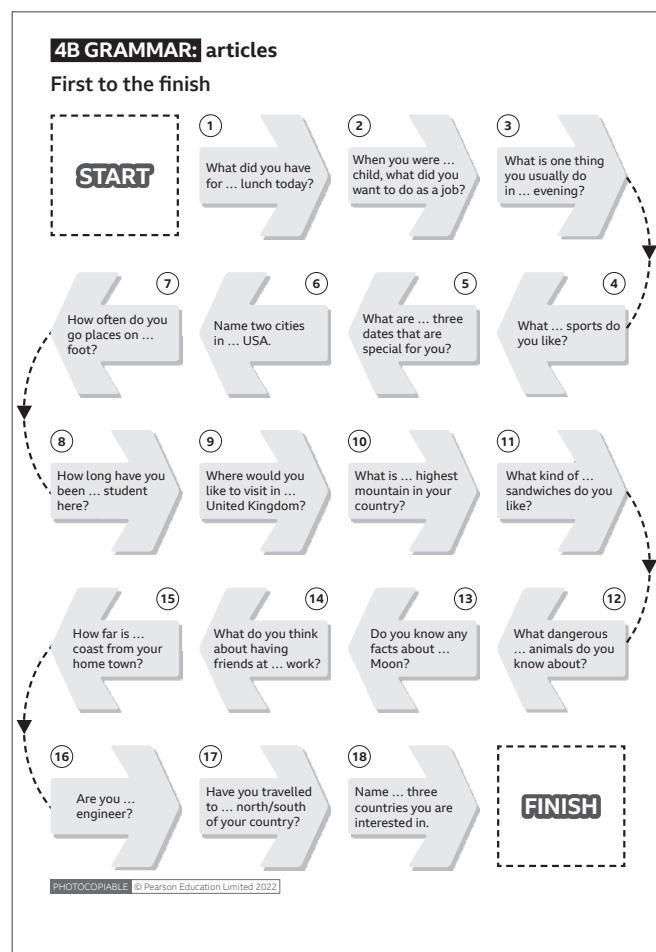 4B GRAMMAR: articles
First to the finish
START
1
What did you have
for … lunch today?
2
When you were …
child, what did you
want to do as a job?
3
What is one thing
you usually do
in … evening?
4
What … sports do
you like?
5
What are … three
dates that are
special for you?
6
Name two cities
in … USA.
7
How often do you
go places on …
foot?
8
How long have you
been … student
here?
9
Where would you
like to visit in …
United Kingdom?
10
What is … highest
mountain in your
country?
11
What kind of …
sandwiches do you
like?
12
What dangerous
… animals do you
know about?
13
Do you know any
facts about …
Moon?
14
What do you think
about having
friends at … work?
15
How far is …
coast from your
home town?
16
Are you …
engineer?
17
Have you travelled
to … north/south
of your country?
18
Name … three
countries you are
interested in.
FINISH
PHOTOCOPIABLE © Pearson Education Limited 2022